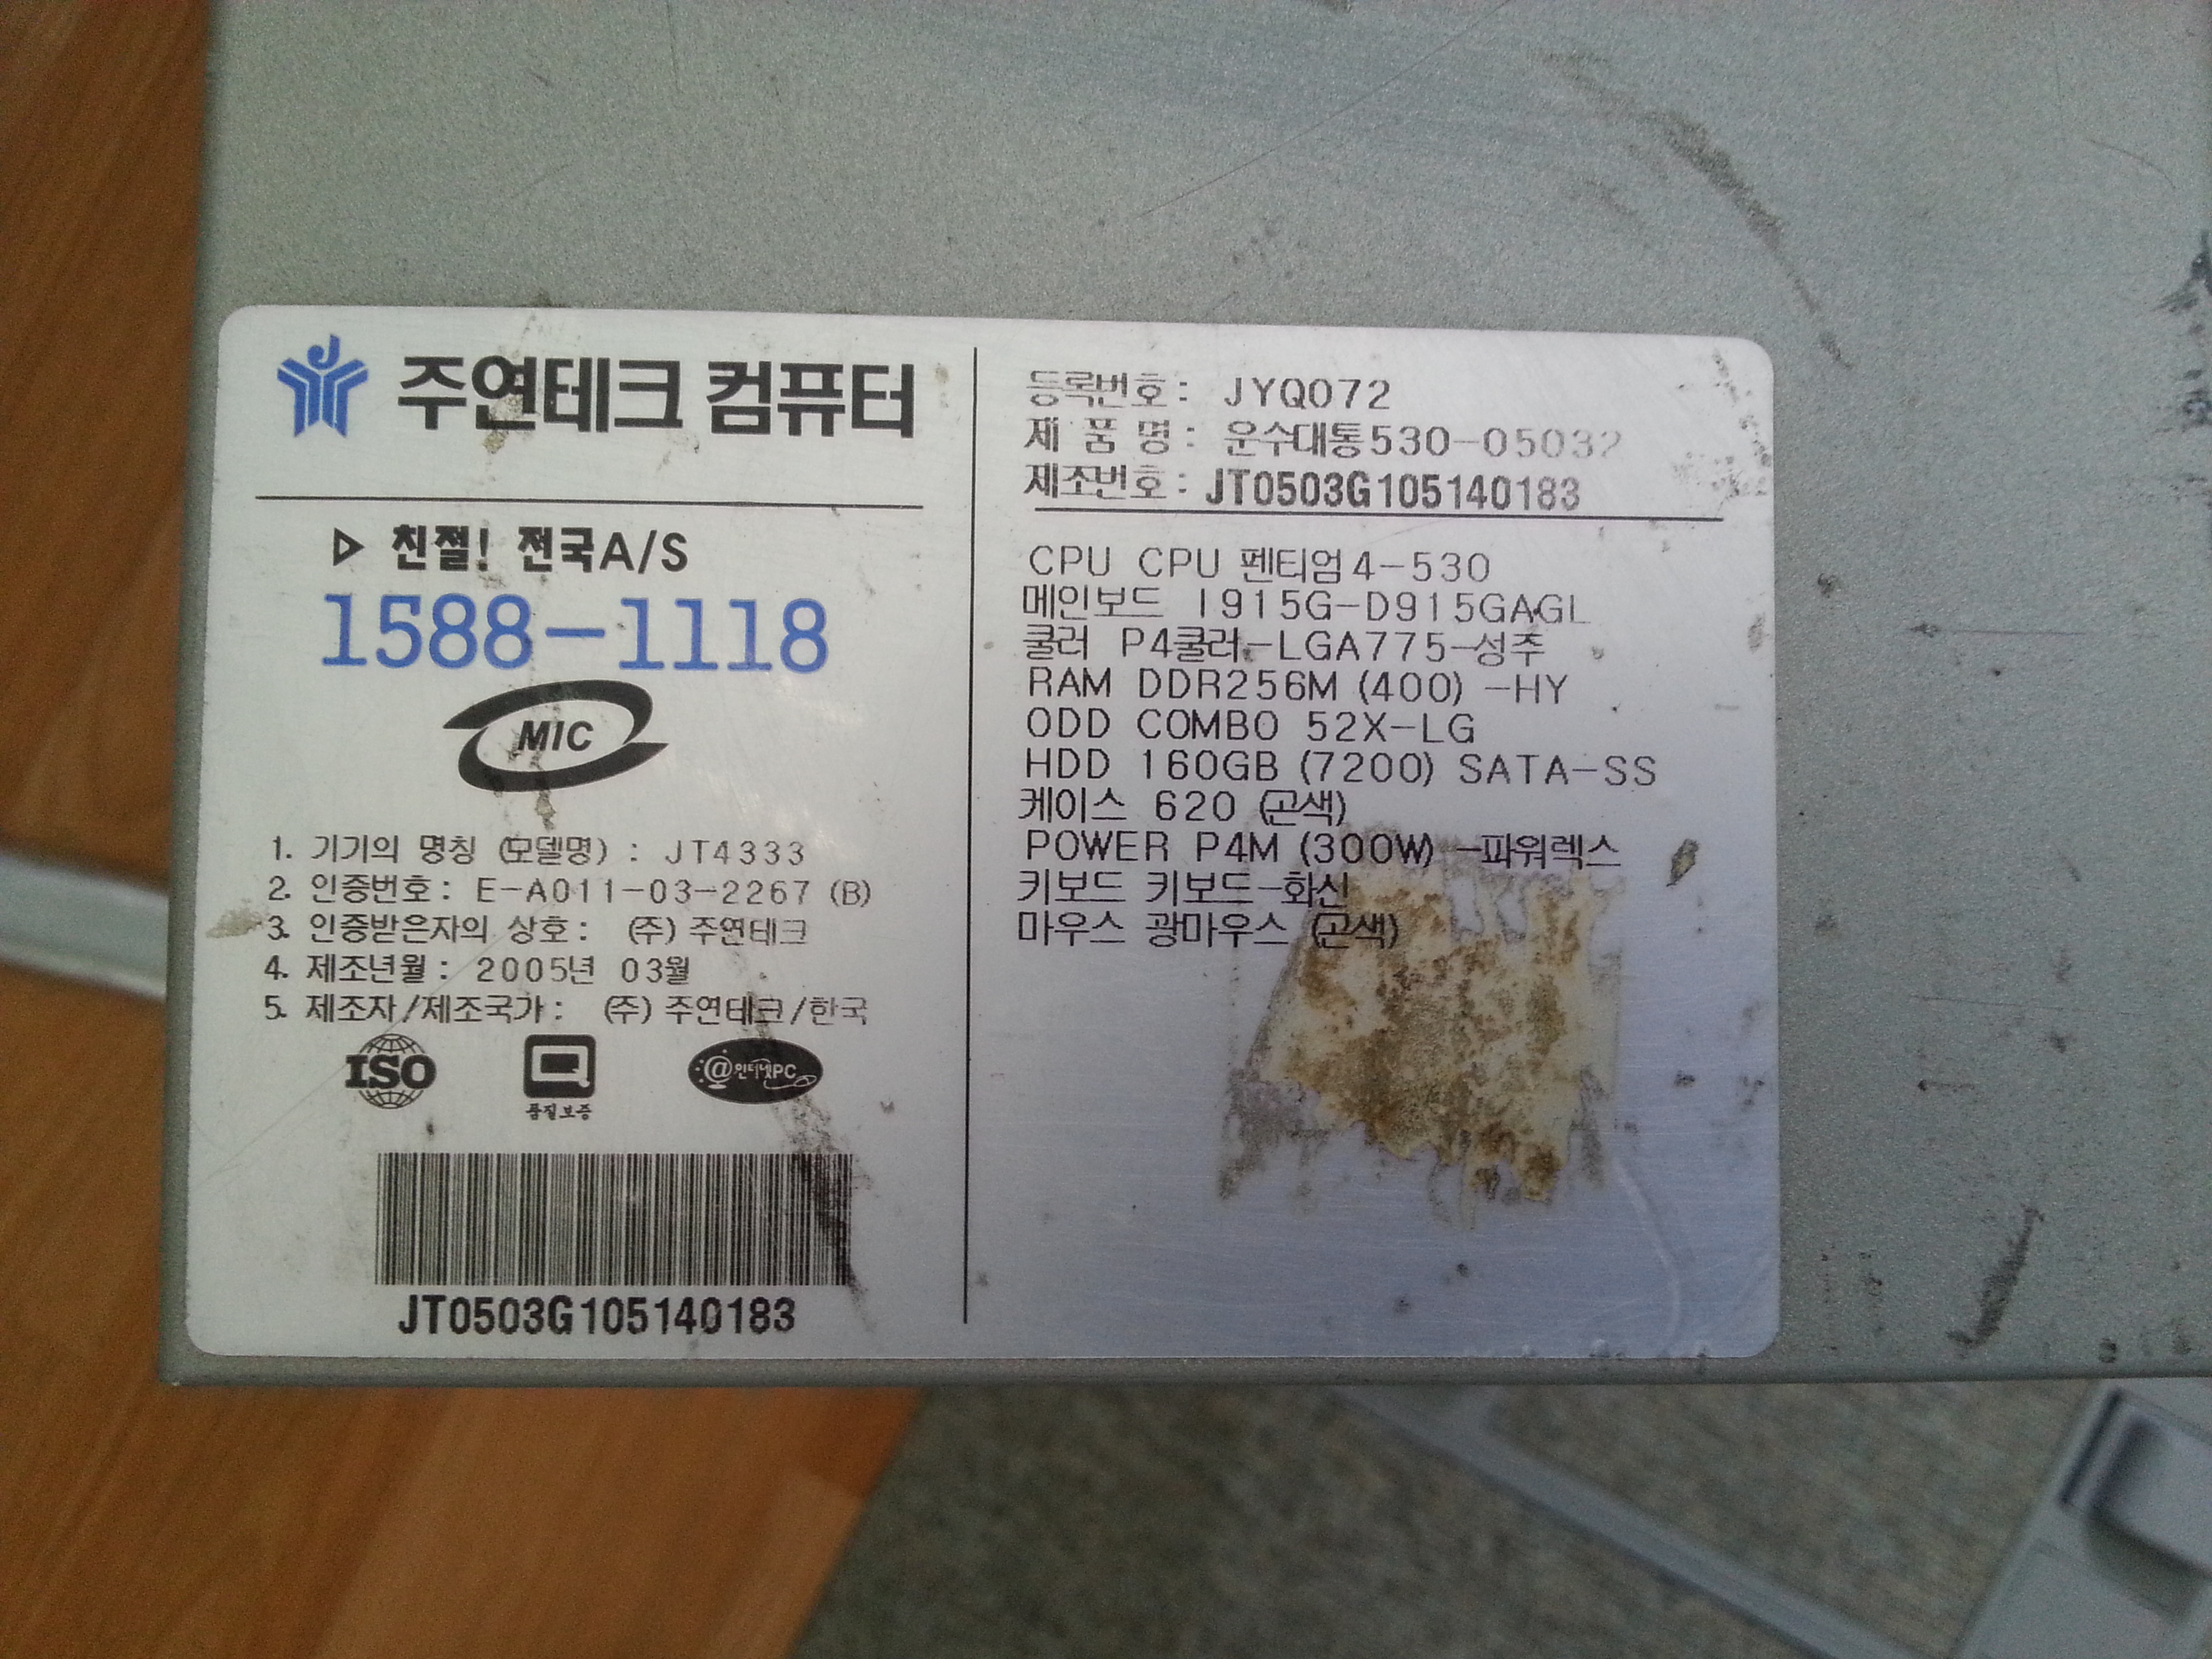 주연테크 컴퓨터
▷ 친절! 전국A/S
1588-1118
MIC
1. 기기의 명칭 (모델명) : JT4333
2. 인증번호 : E-A011-03-2267 (B)
3. 인증받은자의 상호 : (주) 주연테크
4. 제조년월 : 2005년 03월
5. 제조자/제조국가 : (주) 주연테크/한국
ISO
Q
품질보증
@인터넷PC
JT0503G105140183
등록번호 : JYQ072
제 품 명 : 운수대통530-05032
제조번호 : JT0503G105140183
CPU CPU 펜티엄4-530
메인보드 I915G-D915GAGL
쿨러 P4쿨러-LGA775-성주
RAM DDR256M (400) -HY
ODD COMBO 52X-LG
HDD 160GB (7200) SATA-SS
케이스 620 (곤색)
POWER P4M (300W) -파워렉스
키보드 키보드-화신
마우스 광마우스 (곤색)